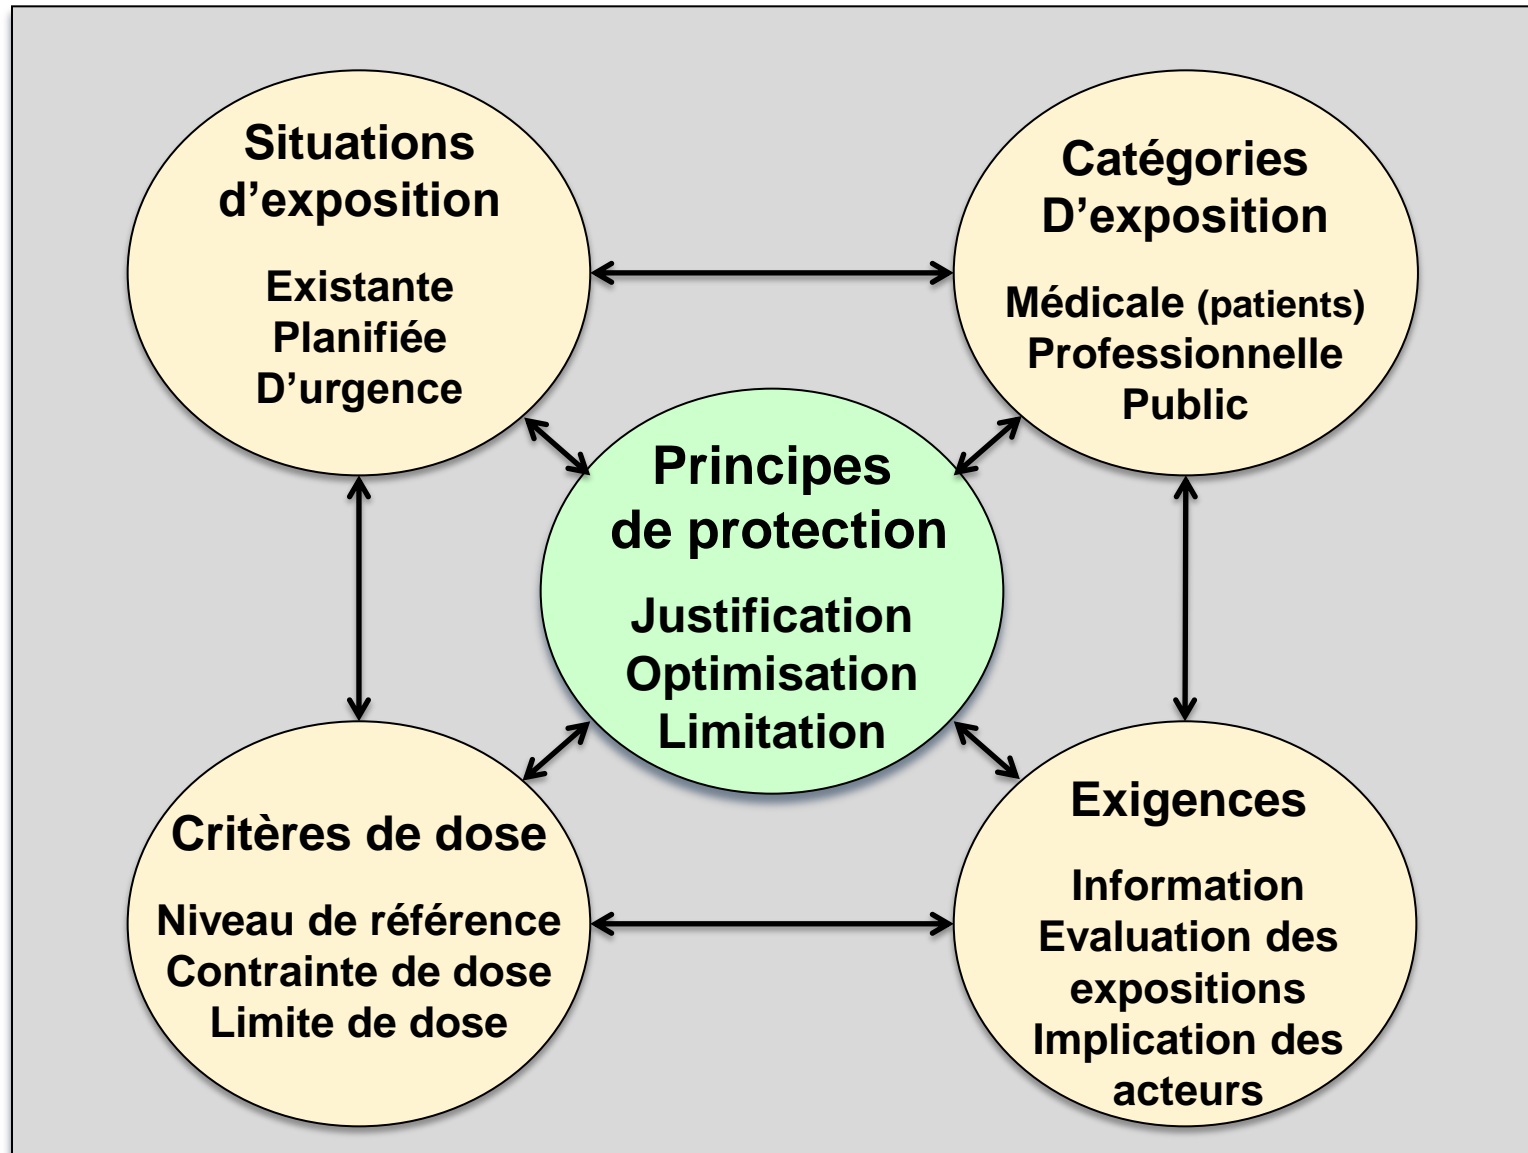 Situations
d’exposition
Existante
Planifiée
D’urgence
Catégories
D’exposition
Médicale (patients)
Professionnelle
Public
Principes
de protection
Justification
Optimisation
Limitation
Critères de dose
Niveau de référence
Contrainte de dose
Limite de dose
Exigences
Information
Evaluation des
expositions
Implication des
acteurs